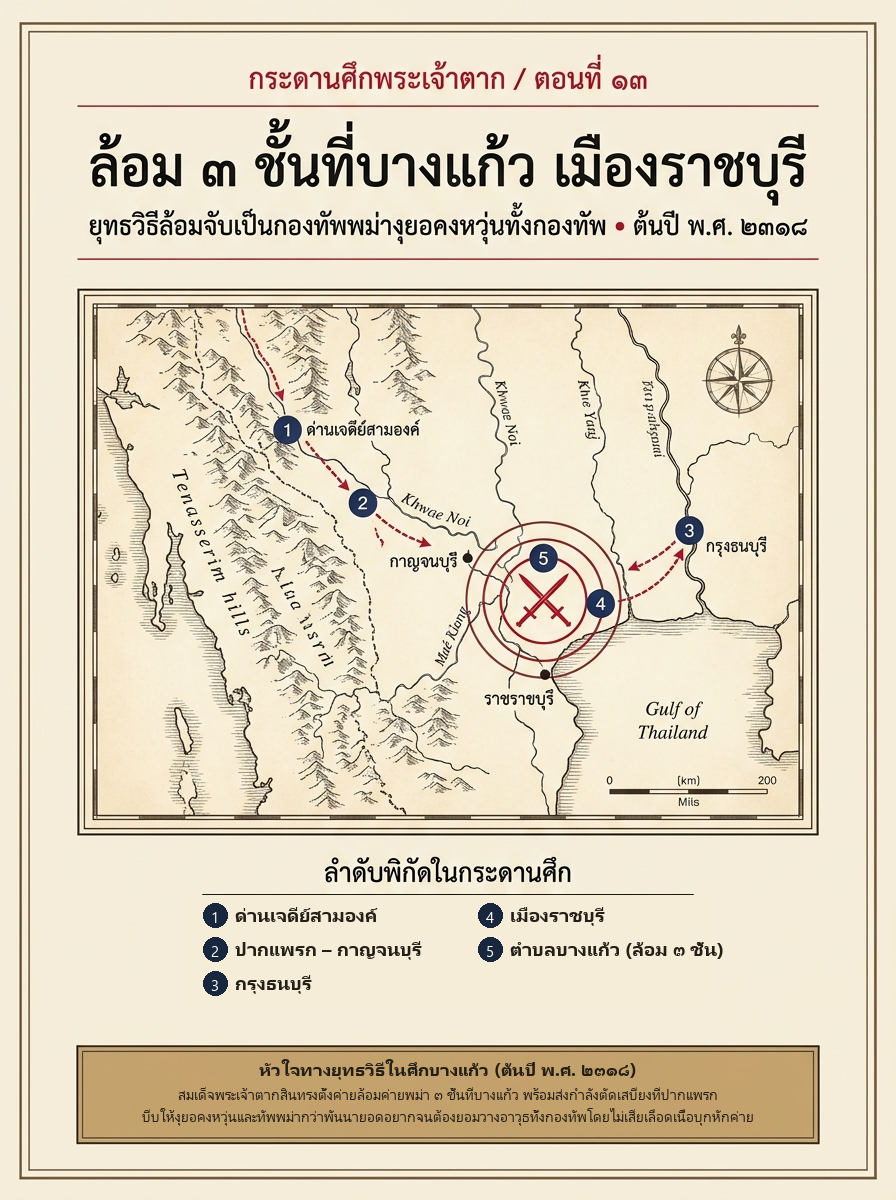 กระดานศึกพระเจ้าตาก / ตอนที่ ๑๓
ล้อม ๓ ชั้นที่บางแก้ว เมืองราชบุรี
ยุทธวิธีล้อมจับเป็นกองทัพพม่างุยอคงหวุ่นทั้งกองทัพ • ต้นปี พ.ศ. ๒๓๑๘
Khwae Noi
1 ด่านเจดีย์สามองค์
Tenasserim hills
2
Khwae Noi
3
กรุงธนบุรี
กาญจนบุรี
5
4
Mae Klong
ราชราชบุรี
Gulf of
Thailand
0 (km) 200
Mils
ลำดับพิกัดในกระดานศึก
1 ด่านเจดีย์สามองค์
2 ปากแพรก – กาญจนบุรี
3 กรุงธนบุรี
4 เมืองราชบุรี
5 ตำบลบางแก้ว (ล้อม ๓ ชั้น)
หัวใจทางยุทธวิธีในศึกบางแก้ว (ต้นปี พ.ศ. ๒๓๑๘)
สมเด็จพระเจ้าตากสินทรงตั้งค่ายล้อมค่ายพม่า ๓ ชั้นที่บางแก้ว พร้อมส่งกำลังตัดเสบียงที่ปากแพรก
บีบให้งุยอคงหวุ่นและทัพพม่ากว่าพันนายอดอยากจนต้องยอมวางอาวุธทั้งกองทัพโดยไม่เสียเลือดเนื้อบุกหักค่าย